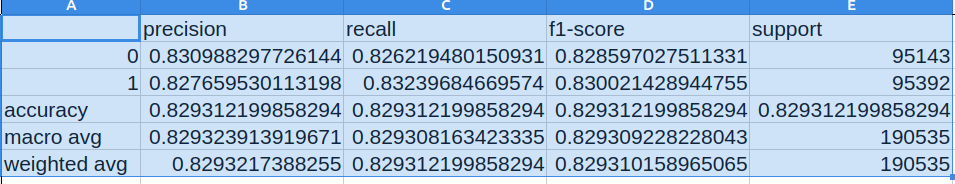 A B C D E
precision recall f1-score support
0 0.830988297726144 0.826219480150931 0.828597027511331 95143
1 0.827659530113198 0.83239684669574 0.830021428944755 95392
accuracy 0.829312199858294 0.829312199858294 0.829312199858294 0.829312199858294
macro avg 0.829323913919671 0.829308163423335 0.829309228228043 190535
weighted avg 0.8293217388255 0.829312199858294 0.829310158965065 190535